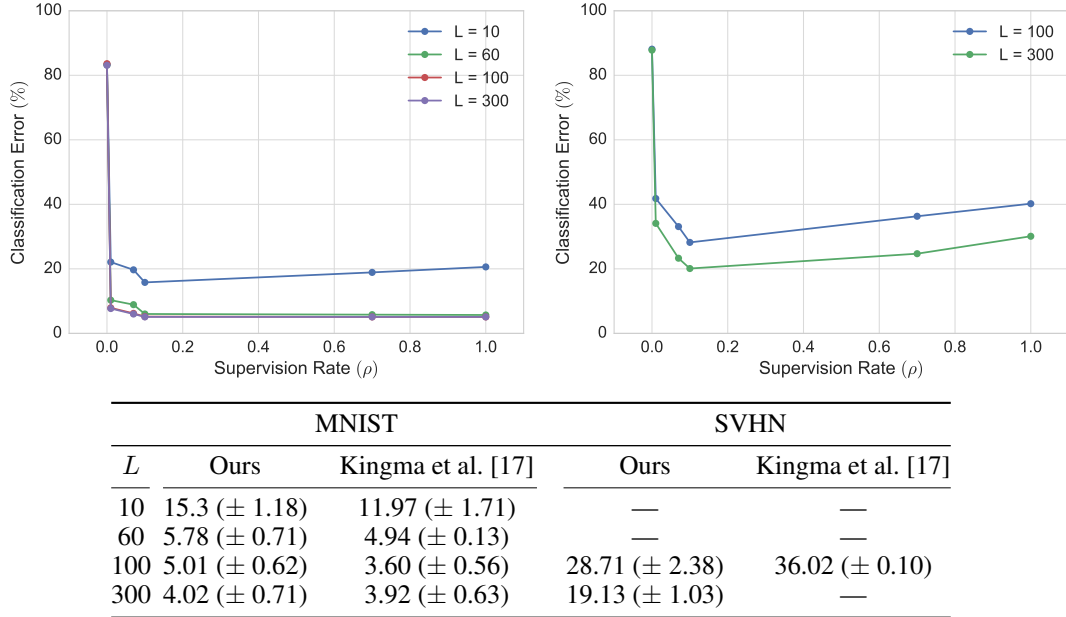 100
80
60
40
20
0
Classification Error (%)
0.0 0.2 0.4 0.6 0.8 1.0
Supervision Rate (ρ)
L = 10
L = 60
L = 100
L = 300
100
80
60
40
20
0
Classification Error (%)
0.0 0.2 0.4 0.6 0.8 1.0
Supervision Rate (ρ)
L = 100
L = 300
MNIST SVHN
L Ours Kingma et al. [17] Ours Kingma et al. [17]
10 15.3 (± 1.18) 11.97 (± 1.71) — —
60 5.78 (± 0.71) 4.94 (± 0.13) — —
100 5.01 (± 0.62) 3.60 (± 0.56) 28.71 (± 2.38) 36.02 (± 0.10)
300 4.02 (± 0.71) 3.92 (± 0.63) 19.13 (± 1.03) —